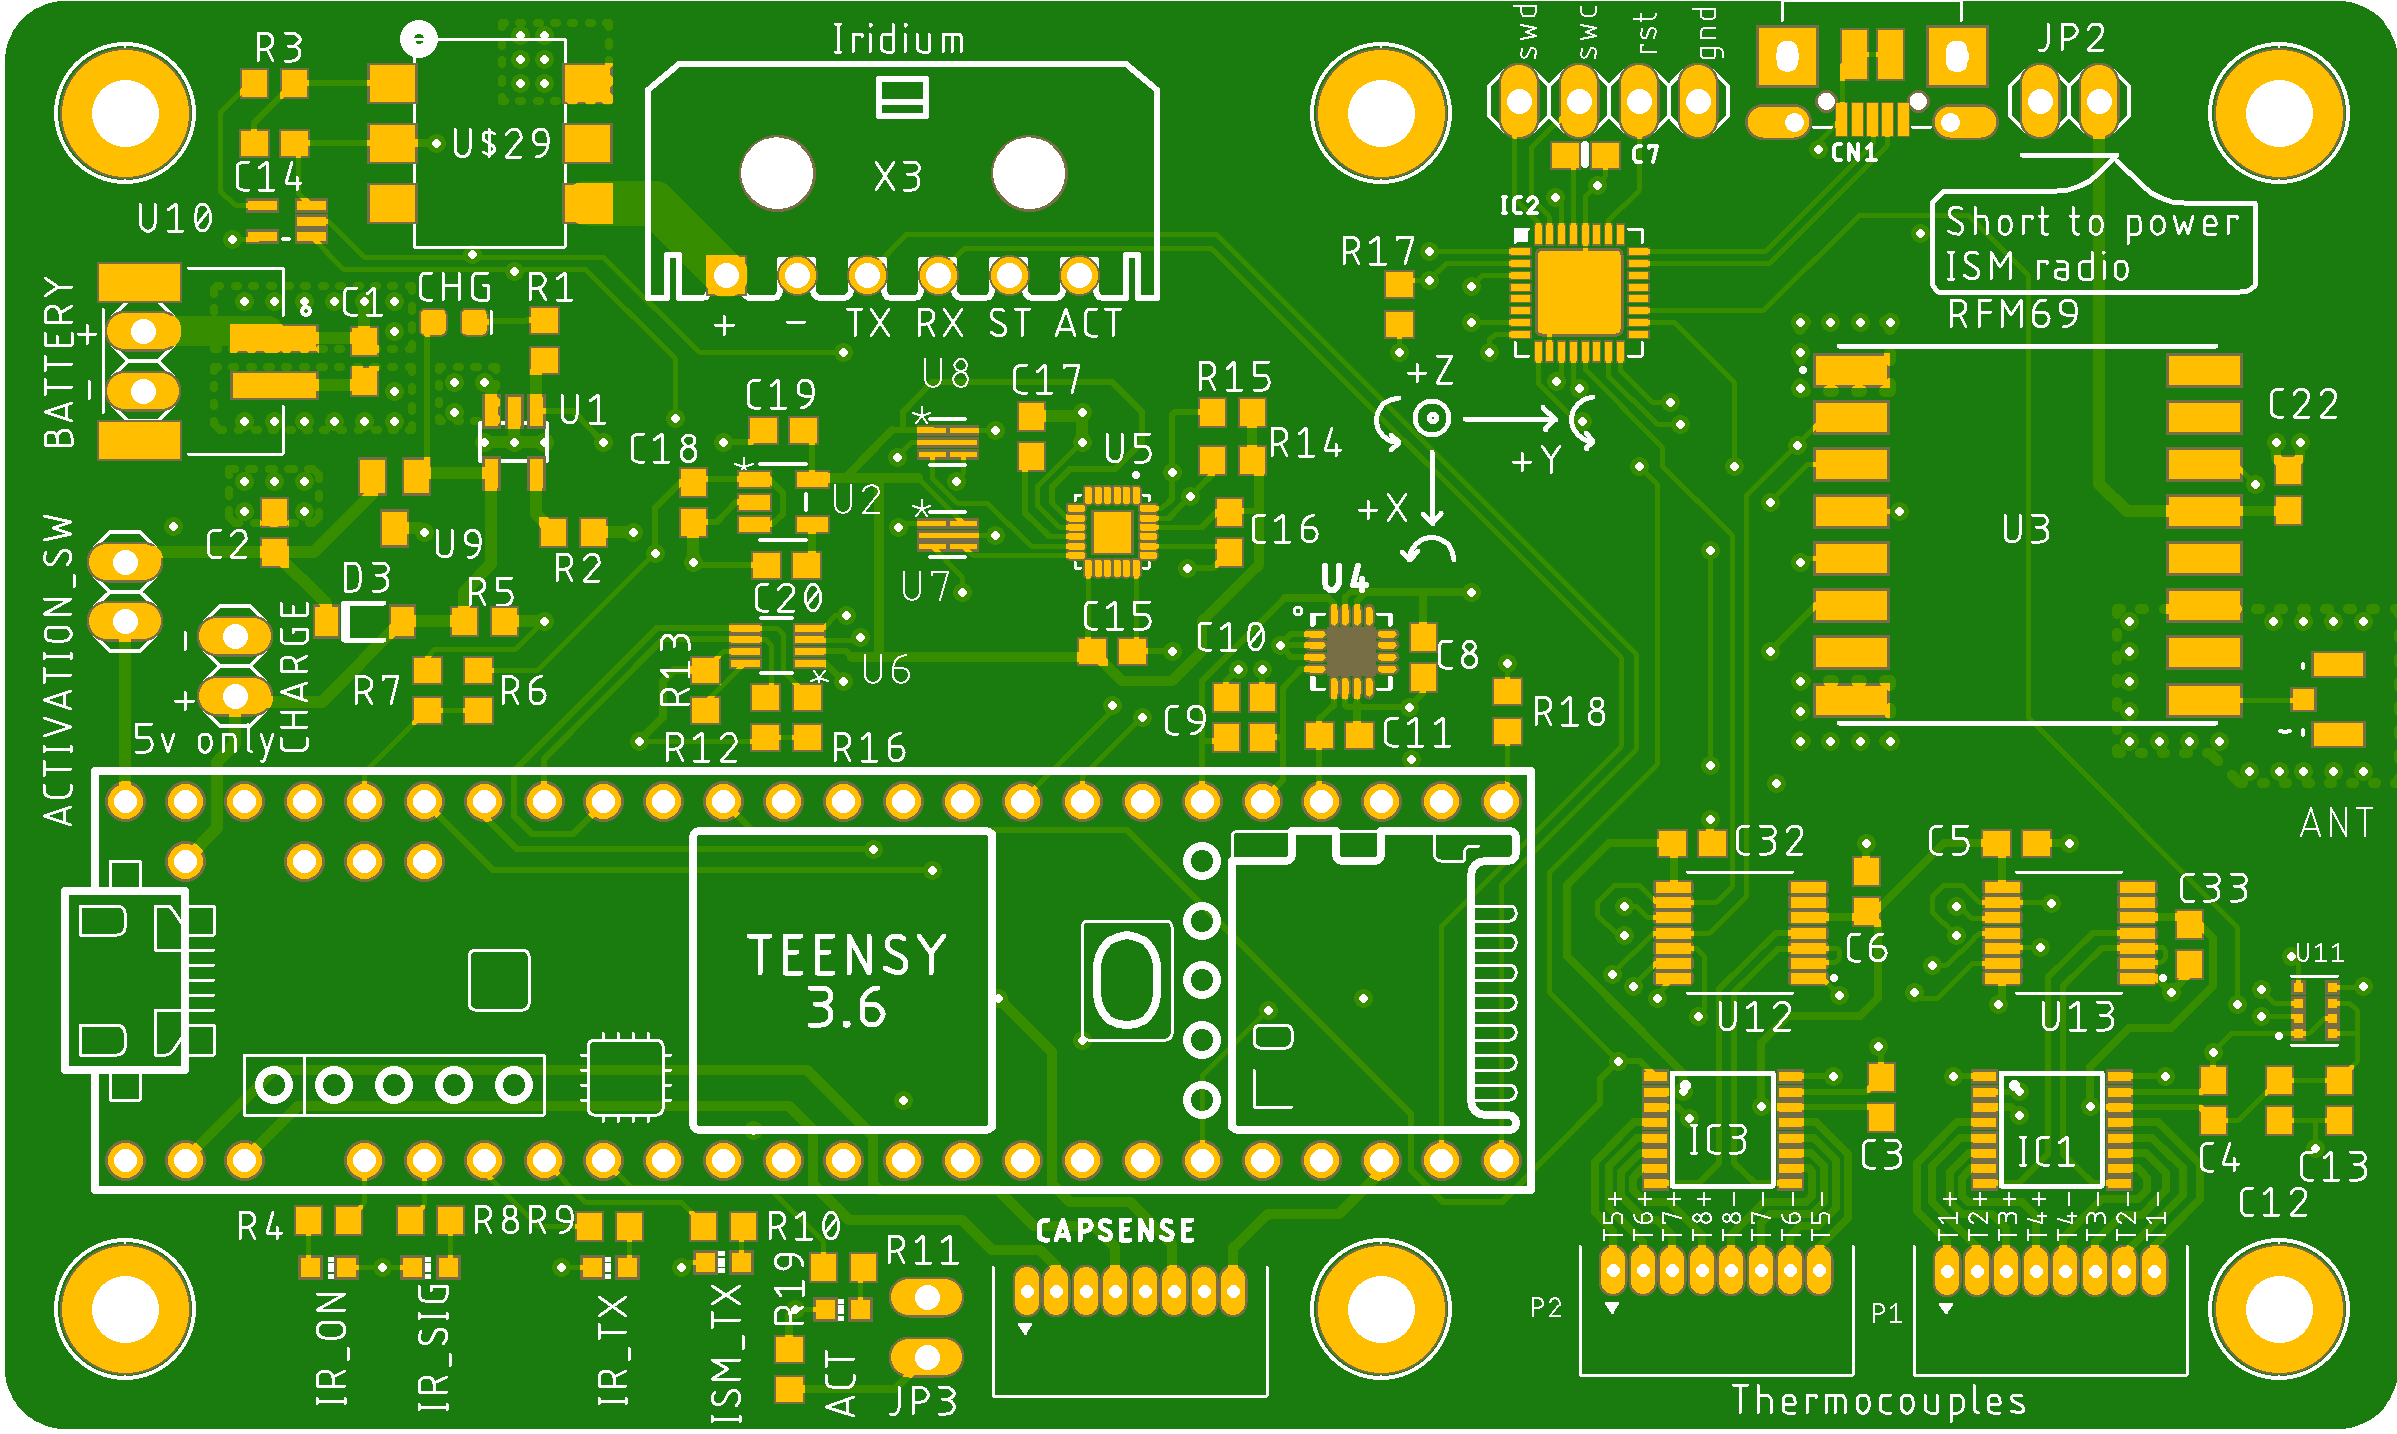 R3
Iridium
swd
swc
rst
gnd
JP2
U$29
X3
C7
CN1
C14
U10
IC2
Short to power
ISM radio
RFM69
R17
BATTERY
+
-
CHG
R1
C1
+
-
TX
RX
ST
ACT
U8
C17
R15
+Z
C19
U1
C22
C18
U5
R14
+Y
U2
+X
C16
U3
ACTIVATION_SW
C2
U9
R2
D3
R5
U7
U4
C20
C15
C10
C8
-
+
CHARGE
5v only
R7
R6
R13
U6
C9
C11
R18
R12
R16
ANT
C32
C5
C33
C6
U11
TEENSY
3.6
U12
U13
IC3
C3
IC1
C4
C13
C12
T5+
T6+
T7+
T8+
T8-
T7-
T6-
T5-
T1+
T2+
T3+
T4+
T4-
T3-
T2-
T1-
R4
R8
R9
R10
R19
R11
CAPSENSE
IR_ON
IR_SIG
IR_TX
ISM_TX
ACT
JP3
P2
P1
Thermocouples